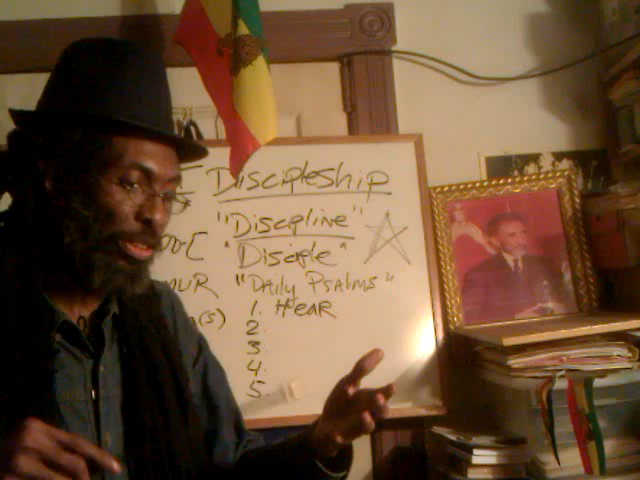 Discipleship
"Discipline"
"Disciple"
"Daily Psalms"
1. Hear
2.
3.
4.
5.